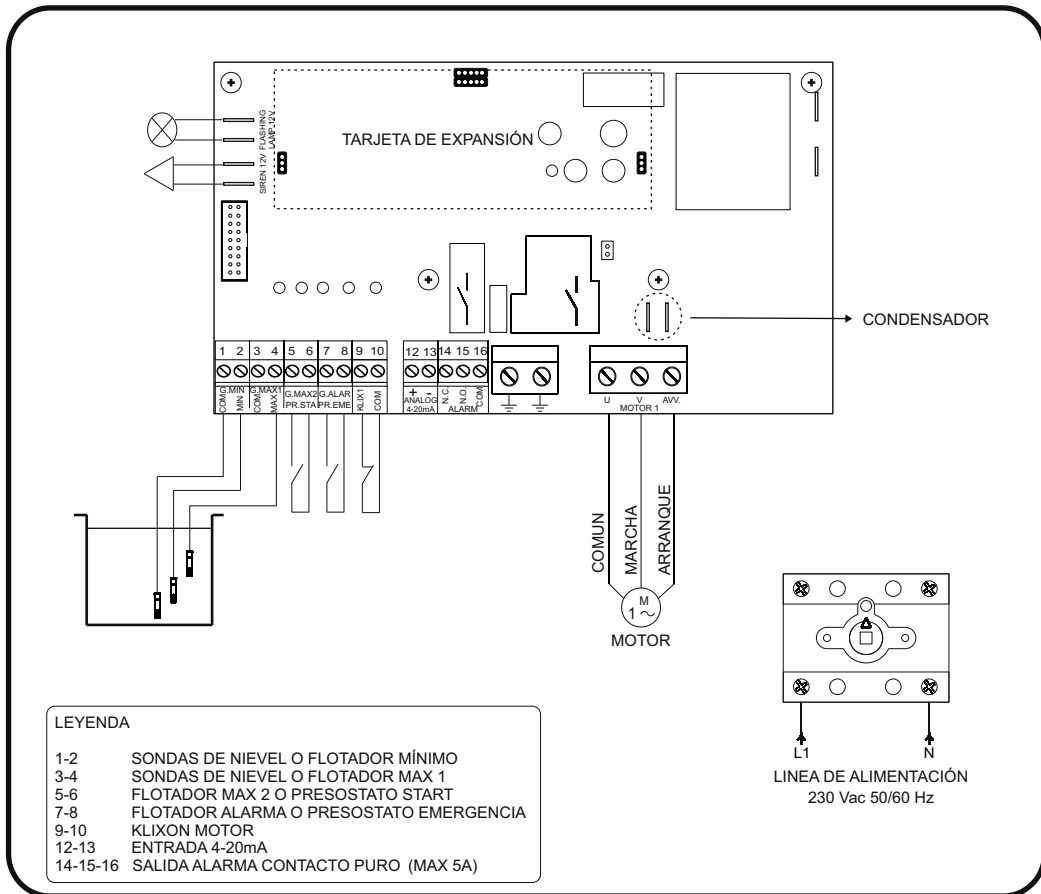 FLASHING
LAMP 12V
SIREN 12V
TARJETA DE EXPANSIÓN
CONDENSADOR
1 2 3 4 5 6 7 8 9 10 12 13 14 15 16
G.MIN
COM
MIN
G.MAX1
COM
MAX1
G.MAX2
PR.STA
G.ALAR
PR.EME
KLIX1
COM
+ -
ANALOG
4-20mA
N.C.
N.O.
COM
ALARM
U V AVV.
MOTOR 1
COMUN
MARCHA
ARRANQUE
M
1 ~
MOTOR
L1 N
LINEA DE ALIMENTACIÓN
230 Vac 50/60 Hz
LEYENDA
1-2 SONDAS DE NIEVEL O FLOTADOR MÍNIMO
3-4 SONDAS DE NIEVEL O FLOTADOR MAX 1
5-6 FLOTADOR MAX 2 O PRESOSTATO START
7-8 FLOTADOR ALARMA O PRESOSTATO EMERGENCIA
9-10 KLIXON MOTOR
12-13 ENTRADA 4-20mA
14-15-16 SALIDA ALARMA CONTACTO PURO (MAX 5A)